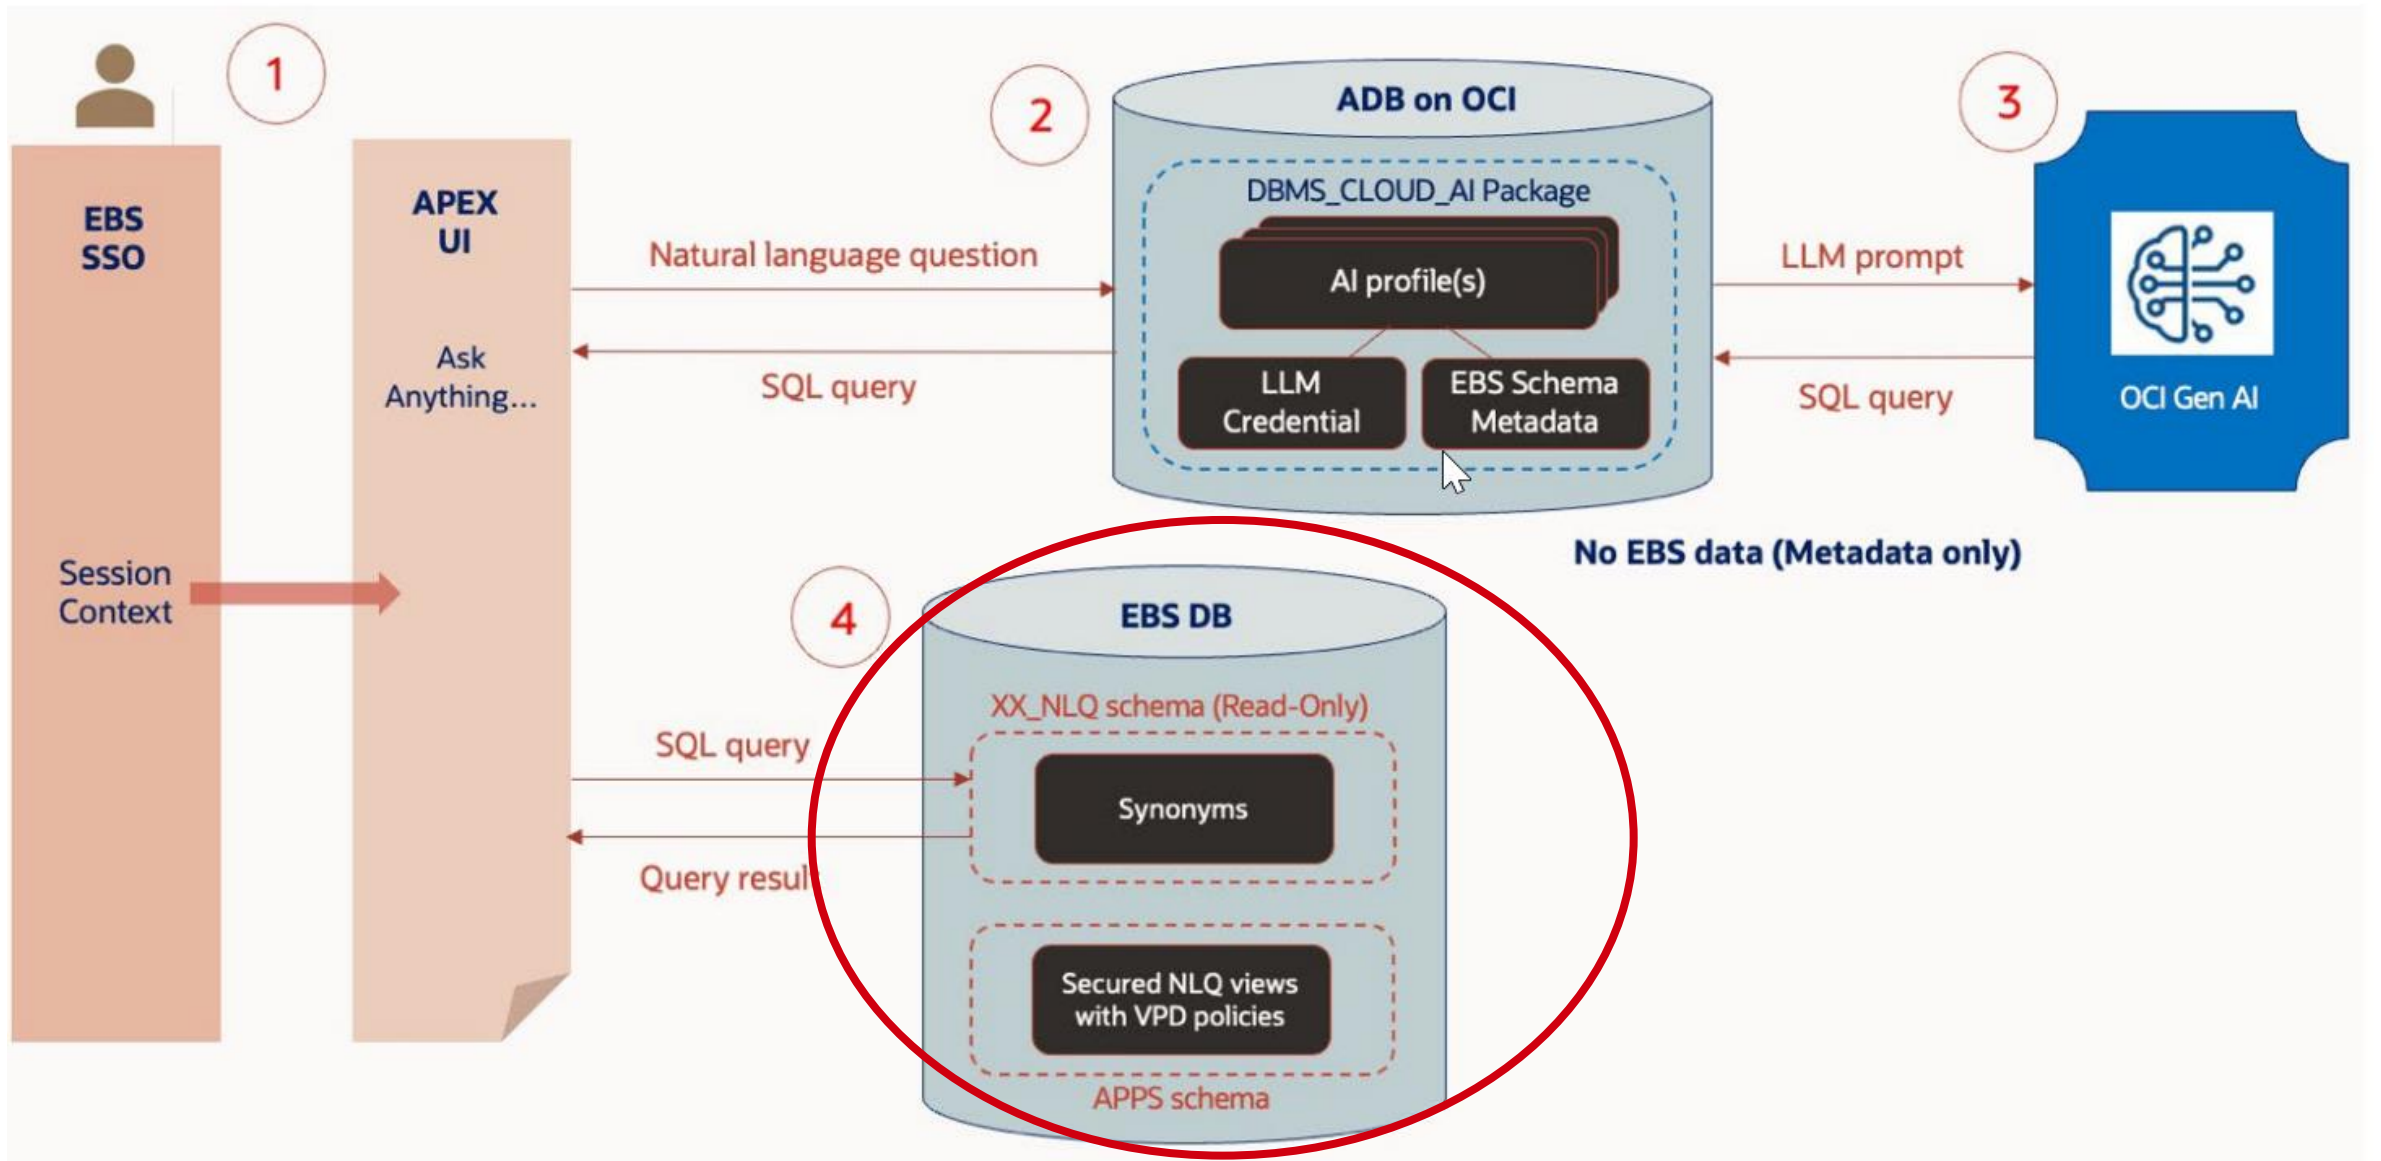 1
EBS
SSO
Session
Context
APEX
UI
Ask
Anything...
Natural language question
SQL query
2
ADB on OCI
DBMS_CLOUD_AI Package
AI profile(s)
LLM
Credential
EBS Schema
Metadata
LLM prompt
SQL query
3
OCI Gen AI
No EBS data (Metadata only)
4
EBS DB
XX_NLQ schema (Read-Only)
Synonyms
SQL query
Query result
Secured NLQ views
with VPD policies
APPS schema